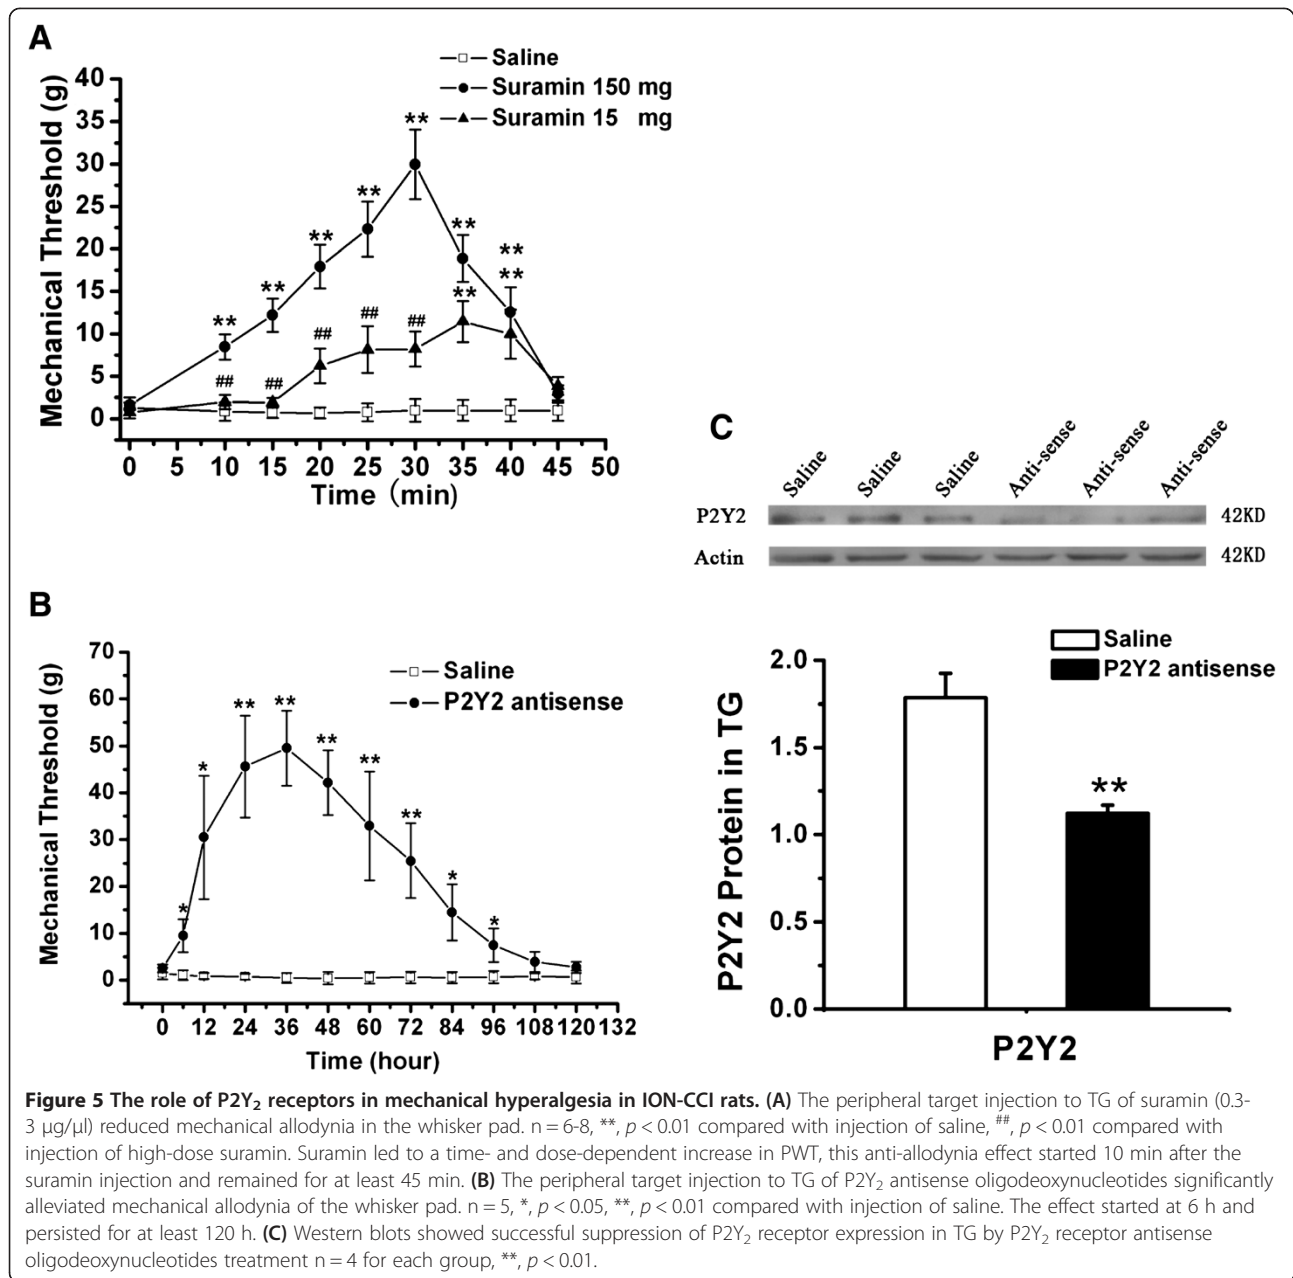 A
Saline
Suramin 150 mg
Suramin 15 mg
Mechanical Threshold (g)
40
35
30
25
20
15
10
5
0
** ** ** ** ** ** ** ** **
## ## ## ## ##
0 5 10 15 20 25 30 35 40 45 50
Time (min)
C
Saline Saline Saline Anti-sense Anti-sense Anti-sense
P2Y2 42KD
Actin 42KD
B
Saline
P2Y2 antisense
Mechanical Threshold (g)
70
60
50
40
30
20
10
0
* * ** ** ** ** ** * *
0 12 24 36 48 60 72 84 96 108 120 132
Time (hour)
Saline
P2Y2 antisense
P2Y2 Protein in TG
2.0
1.5
1.0
0.5
0.0
**
P2Y2
Figure 5 The role of P2Y₂ receptors in mechanical hyperalgesia in ION-CCI rats. (A) The peripheral target injection to TG of suramin (0.3-
3 μg/μl) reduced mechanical allodynia in the whisker pad. n = 6-8, **, p < 0.01 compared with injection of saline, ##, p < 0.01 compared with
injection of high-dose suramin. Suramin led to a time- and dose-dependent increase in PWT, this anti-allodynia effect started 10 min after the
suramin injection and remained for at least 45 min. (B) The peripheral target injection to TG of P2Y₂ antisense oligodeoxynucleotides significantly
alleviated mechanical allodynia of the whisker pad. n = 5, *, p < 0.05, **, p < 0.01 compared with injection of saline. The effect started at 6 h and
persisted for at least 120 h. (C) Western blots showed successful suppression of P2Y₂ receptor expression in TG by P2Y₂ receptor antisense
oligodeoxynucleotides treatment n = 4 for each group, **, p < 0.01.